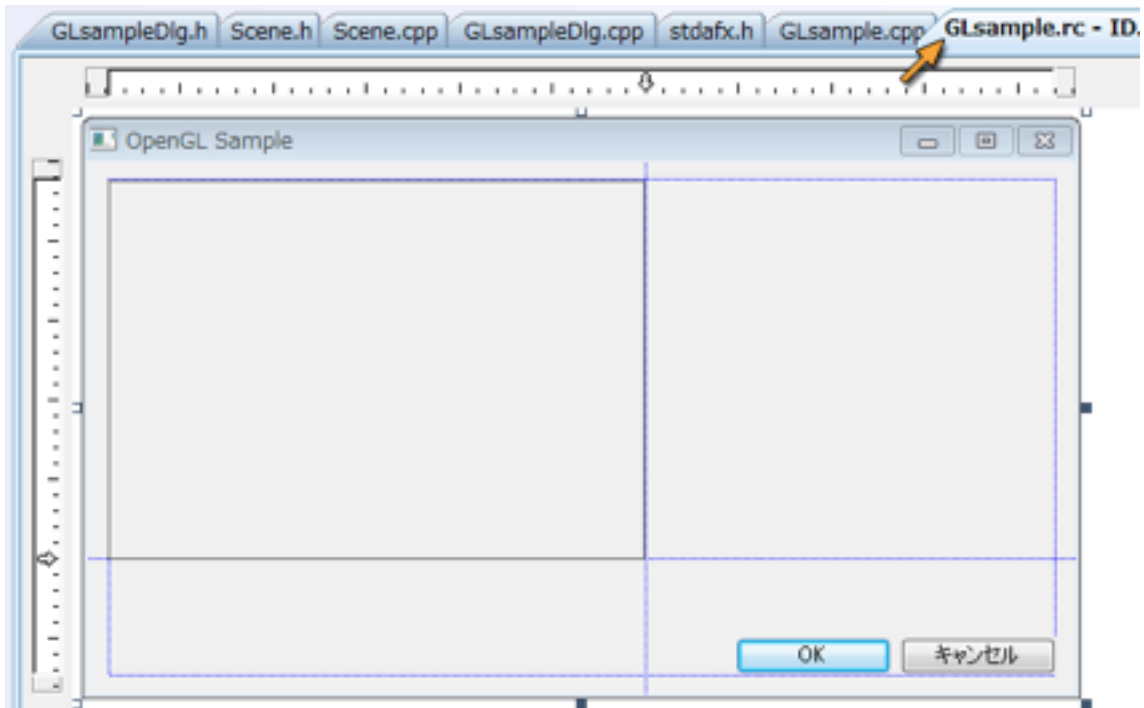 GLsampleDlg.h Scene.h Scene.cpp GLsampleDlg.cpp stdafx.h GLsample.cpp GLsample.rc - ID.
OpenGL Sample
OK キャンセル